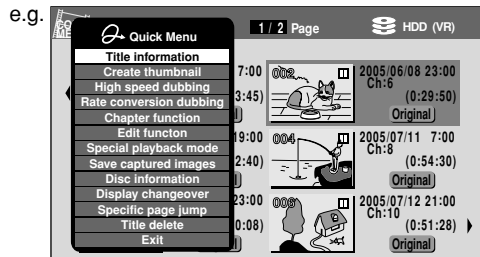 e.g.
Quick Menu
1 / 2 Page
HDD (VR)
Title information
Create thumbnail
High speed dubbing
Rate conversion dubbing
Chapter function
Edit functon
Special playback mode
Save captured images
Disc information
Display changeover
Specific page jump
Title delete
Exit
7:00
3:45)
002
2005/06/08 23:00
Ch:6
(0:29:50)
Original
19:00
2:40)
004
2005/07/11 7:00
Ch:8
(0:54:30)
Original
23:00
0:08)
006
2005/07/12 21:00
Ch:10
(0:51:28)
Original